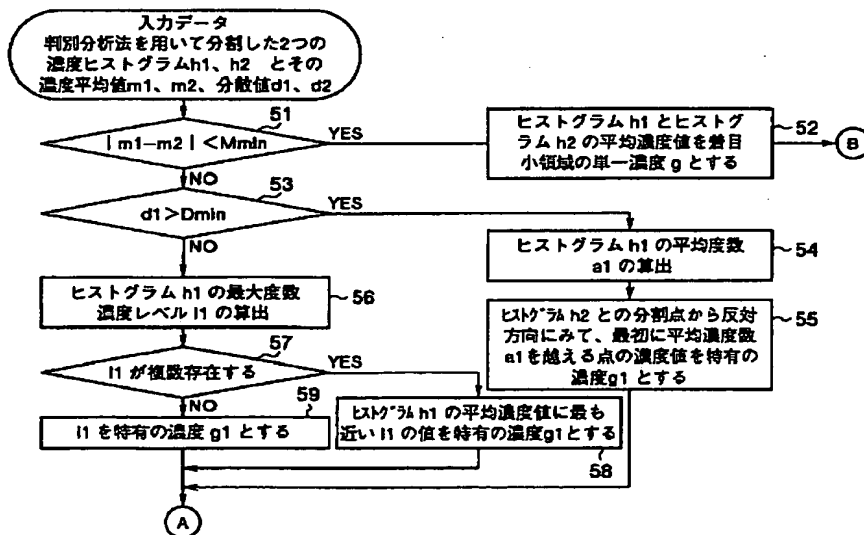 入力データ
判別分析法を用いて分割した2つの
濃度ヒストグラムh1、h2 とその
濃度平均値m1、m2、分散値d1、d2
51
| m1−m2 | <Mmin
YES
ヒストグラム h1 とヒストグ
ラム h2 の平均濃度値を着目
小領域の単一濃度 g とする
52
B
NO
53
d1>Dmin
YES
NO
ヒストグラム h1 の平均度数
a1 の算出
54
ヒストグラム h1 の最大度数
濃度レベル l1 の算出
56
ヒストグラム h2 との分割点から反対
方向にみて、最初に平均濃度数
a1を越える点の濃度値を特有の
濃度g1とする
55
57
l1 が複数存在する
YES
NO
59
l1 を特有の濃度 g1とする
ヒストグラム h1 の平均濃度値に最も
近い l1 の値を特有の濃度g1とする
58
A